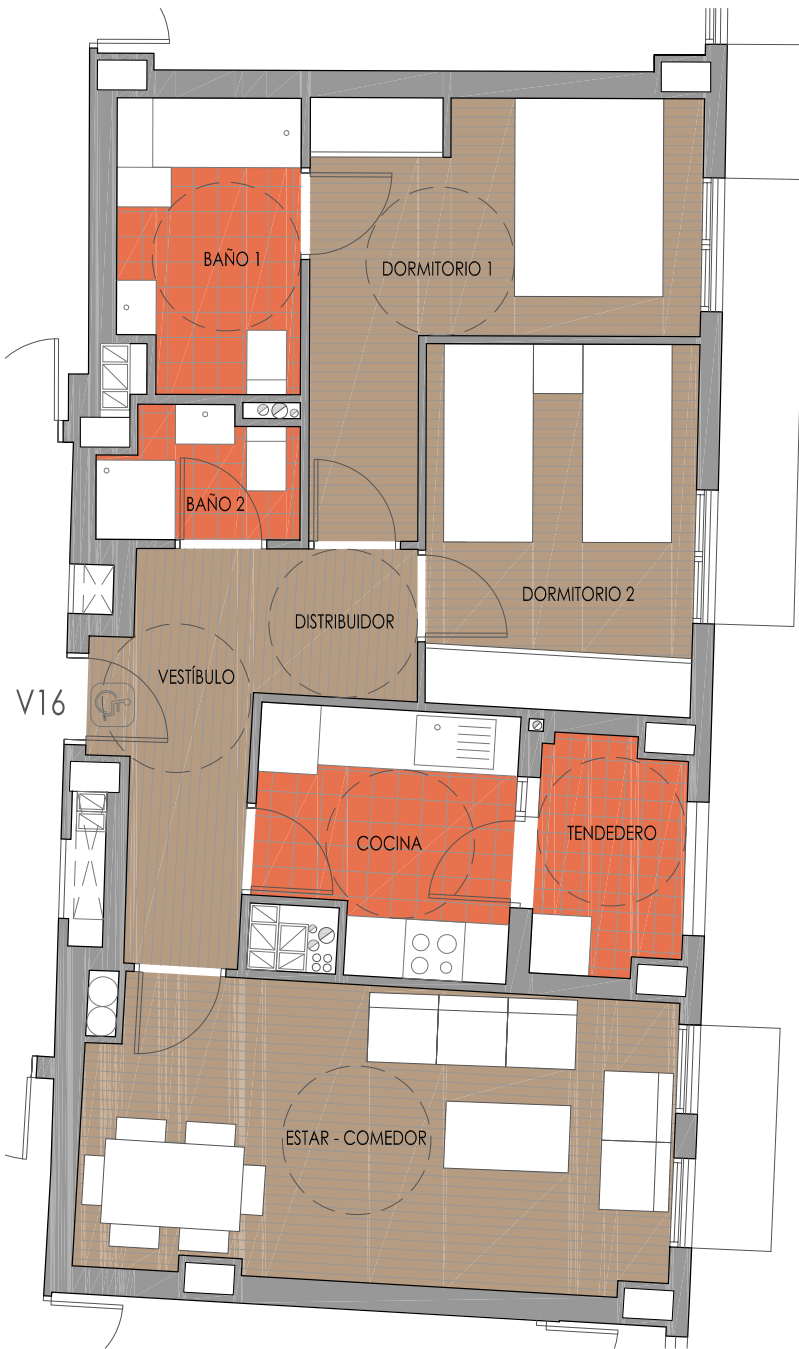 BAÑO 1
DORMITORIO 1
BAÑO 2
DORMITORIO 2
DISTRIBUIDOR
VESTÍBULO
V16
COCINA
TENDEDERO
ESTAR - COMEDOR